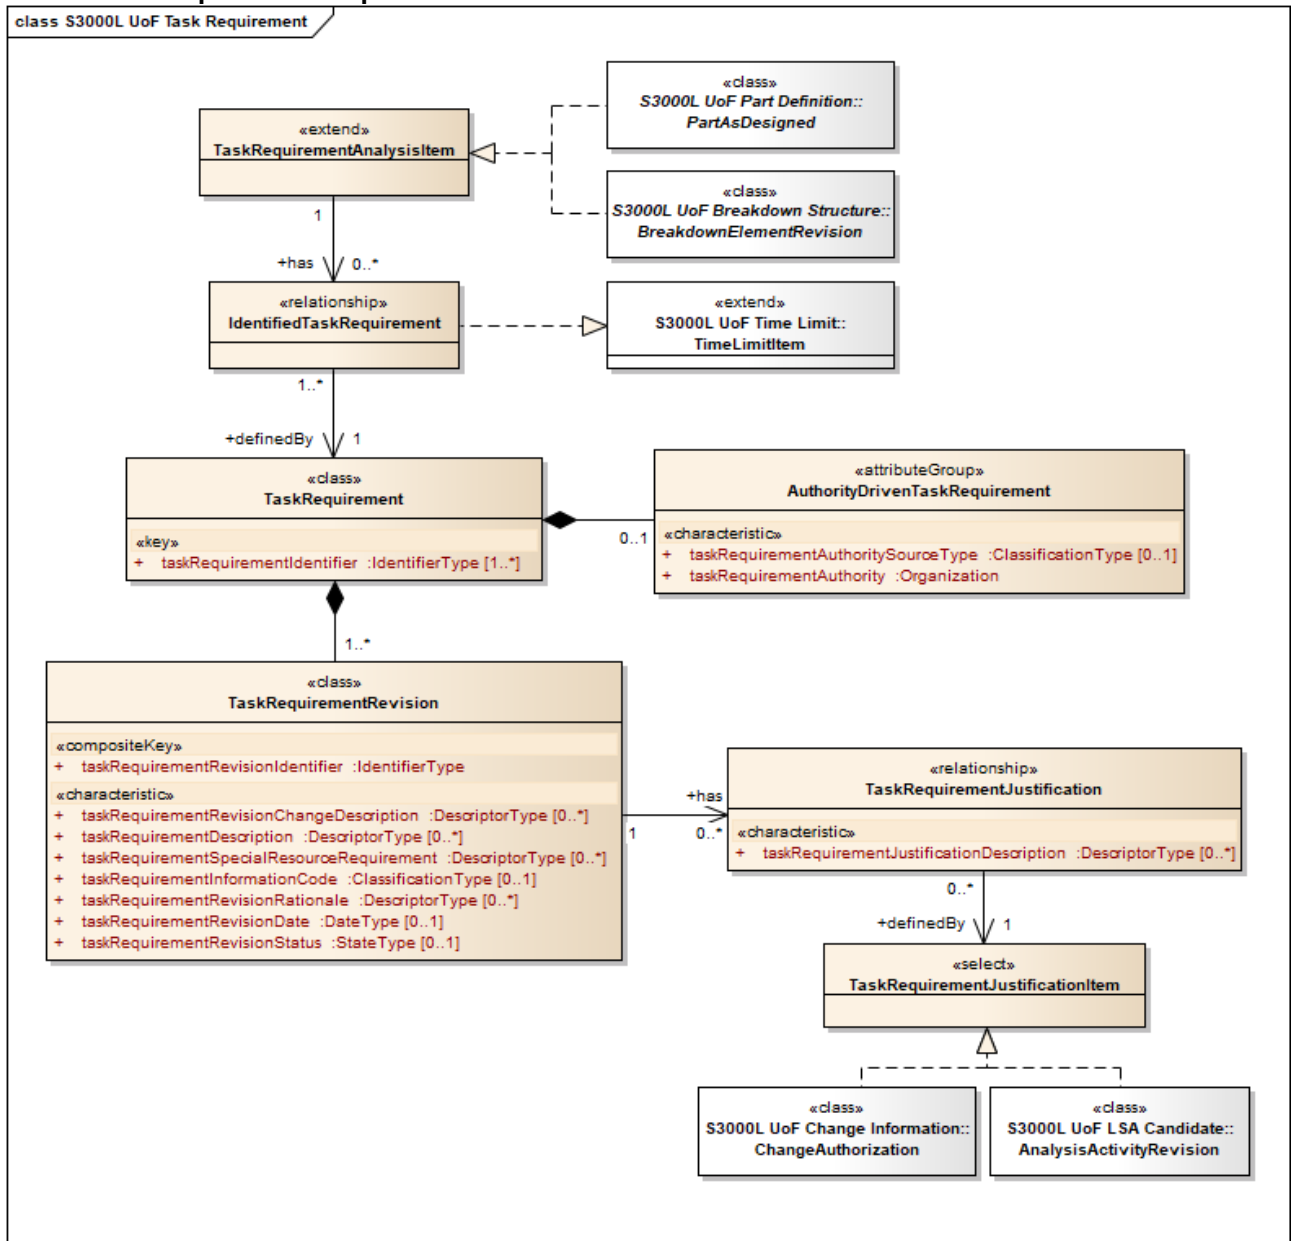 class S3000L UoF Task Requirement
«class»
S3000L UoF Part Definition::
PartAsDesigned
«extend»
TaskRequirementAnalysisItem
«class»
S3000L UoF Breakdown Structure::
BreakdownElementRevision
1
+has
0..*
«relationship»
IdentifiedTaskRequirement
«extend»
S3000L UoF Time Limit::
TimeLimitItem
1..*
+definedBy
1
«class»
TaskRequirement
«key»
+ taskRequirementIdentifier :IdentifierType [1..*]
«attributeGroup»
AuthorityDrivenTaskRequirement
«characteristic»
+ taskRequirementAuthoritySourceType :ClassificationType [0..1]
+ taskRequirementAuthority :Organization
0..1
1..*
«class»
TaskRequirementRevision
«compositeKey»
+ taskRequirementRevisionIdentifier :IdentifierType
«characteristic»
+ taskRequirementRevisionChangeDescription :DescriptorType [0..*]
+ taskRequirementDescription :DescriptorType [0..*]
+ taskRequirementSpecialResourceRequirement :DescriptorType [0..*]
+ taskRequirementInformationCode :ClassificationType [0..1]
+ taskRequirementRevisionRationale :DescriptorType [0..*]
+ taskRequirementRevisionDate :DateType [0..1]
+ taskRequirementRevisionStatus :StateType [0..1]
+has
1
0..*
«relationship»
TaskRequirementJustification
«characteristic»
+ taskRequirementJustificationDescription :DescriptorType [0..*]
0..*
+definedBy
1
«select»
TaskRequirementJustificationItem
«class»
S3000L UoF Change Information::
ChangeAuthorization
«class»
S3000L UoF LSA Candidate::
AnalysisActivityRevision